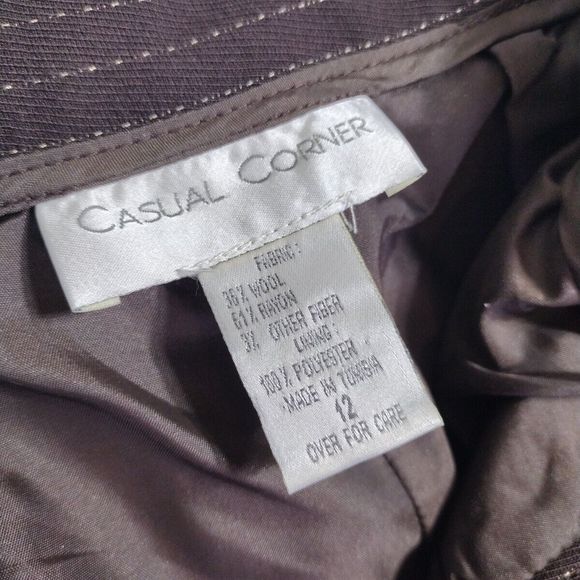 CASUAL CORNER
FABRIC:
36% WOOL
61% RAYON
3% OTHER FIBER
LINING:
100% POLYESTER
MADE IN TUNISIA
12
OVER FOR CARE